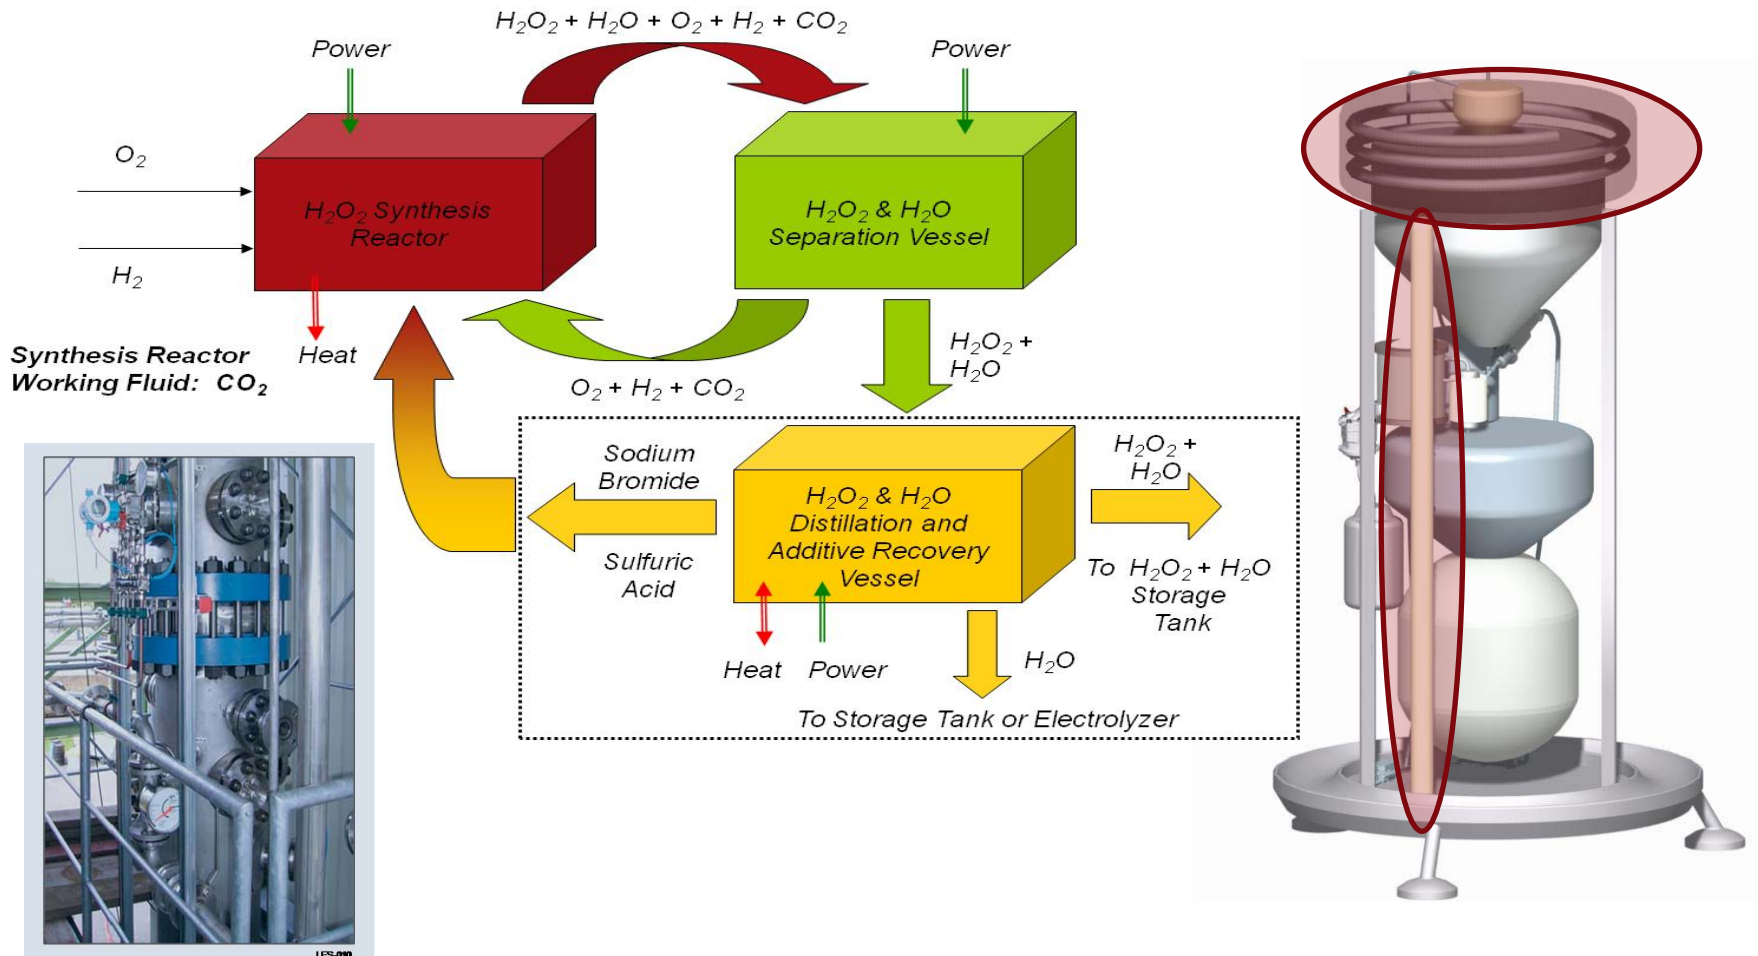 H₂O₂ + H₂O + O₂ + H₂ + CO₂
Power
Power
O₂
H₂
H₂O₂ Synthesis
Reactor
H₂O₂ & H₂O
Separation Vessel
Synthesis Reactor
Working Fluid: CO₂
Heat
O₂ + H₂ + CO₂
H₂O₂ +
H₂O
Sodium
Bromide
Sulfuric
Acid
H₂O₂ & H₂O
Distillation and
Additive Recovery
Vessel
H₂O₂ +
H₂O
To H₂O₂ + H₂O
Storage
Tank
Heat
Power
H₂O
To Storage Tank or Electrolyzer